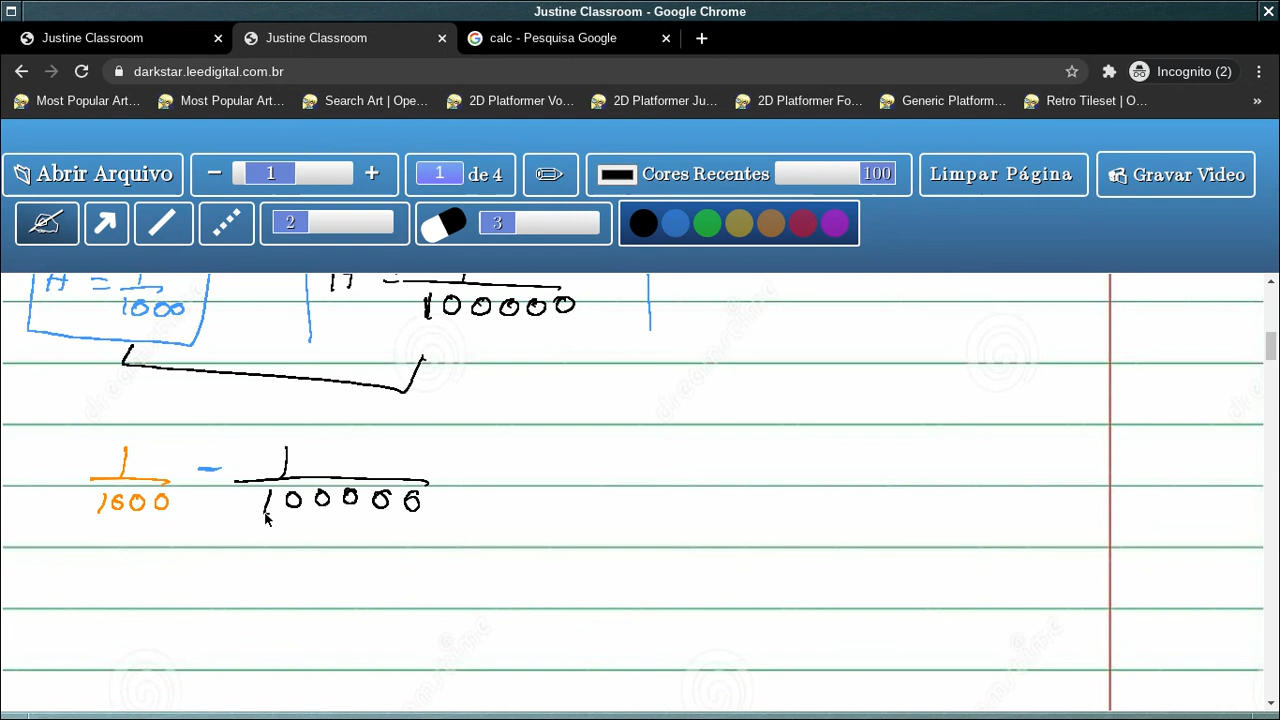 Justine Classroom - Google Chrome
Justine Classroom
Justine Classroom
calc - Pesquisa Google
darkstar.leedigital.com.br
Incognito (2)
Most Popular Art...
Most Popular Art...
Search Art | Ope...
2D Platformer Vo...
2D Platformer Ju...
2D Platformer Fo...
Generic Platform...
Retro Tileset | O...
Abrir Arquivo
− 1 +
1 de 4
Cores Recentes
100
Limpar Página
Gravar Video
2
3
=
1000
100000
1 − 1
1000 100000
dreamstime